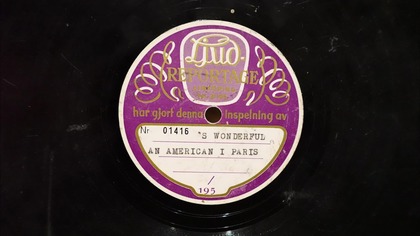 Ljud-
REPORTAGE
har gjort denna inspelning av
Nr 01416 'S WONDERFUL
AN AMERICAN I PARIS
/
195